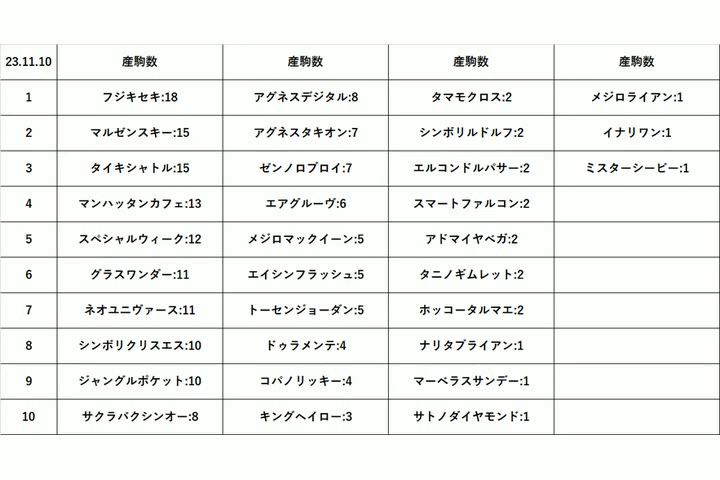 23.11.10 産駒数 産駒数 産駒数 産駒数
1 フジキセキ:18 アグネスデジタル:8 タマモクロス:2 メジロライアン:1
2 マルゼンスキー:15 アグネスタキオン:7 シンボリルドルフ:2 イナリワン:1
3 タイキシャトル:15 ゼンノロブロイ:7 エルコンドルパサー:2 ミスターシービー:1
4 マンハッタンカフェ:13 エアグルーヴ:6 スマートファルコン:2
5 スペシャルウィーク:12 メジロマックイーン:5 アドマイヤベガ:2
6 グラスワンダー:11 エイシンフラッシュ:5 タニノギムレット:2
7 ネオユニヴァース:11 トーセンジョーダン:5 ホッコータルマエ:2
8 シンボリクリスエス:10 ドゥラメンテ:4 ナリタブライアン:1
9 ジャングルポケット:10 コパノリッキー:4 マーベラスサンデー:1
10 サクラバクシンオー:8 キングヘイロー:3 サトノダイヤモンド:1